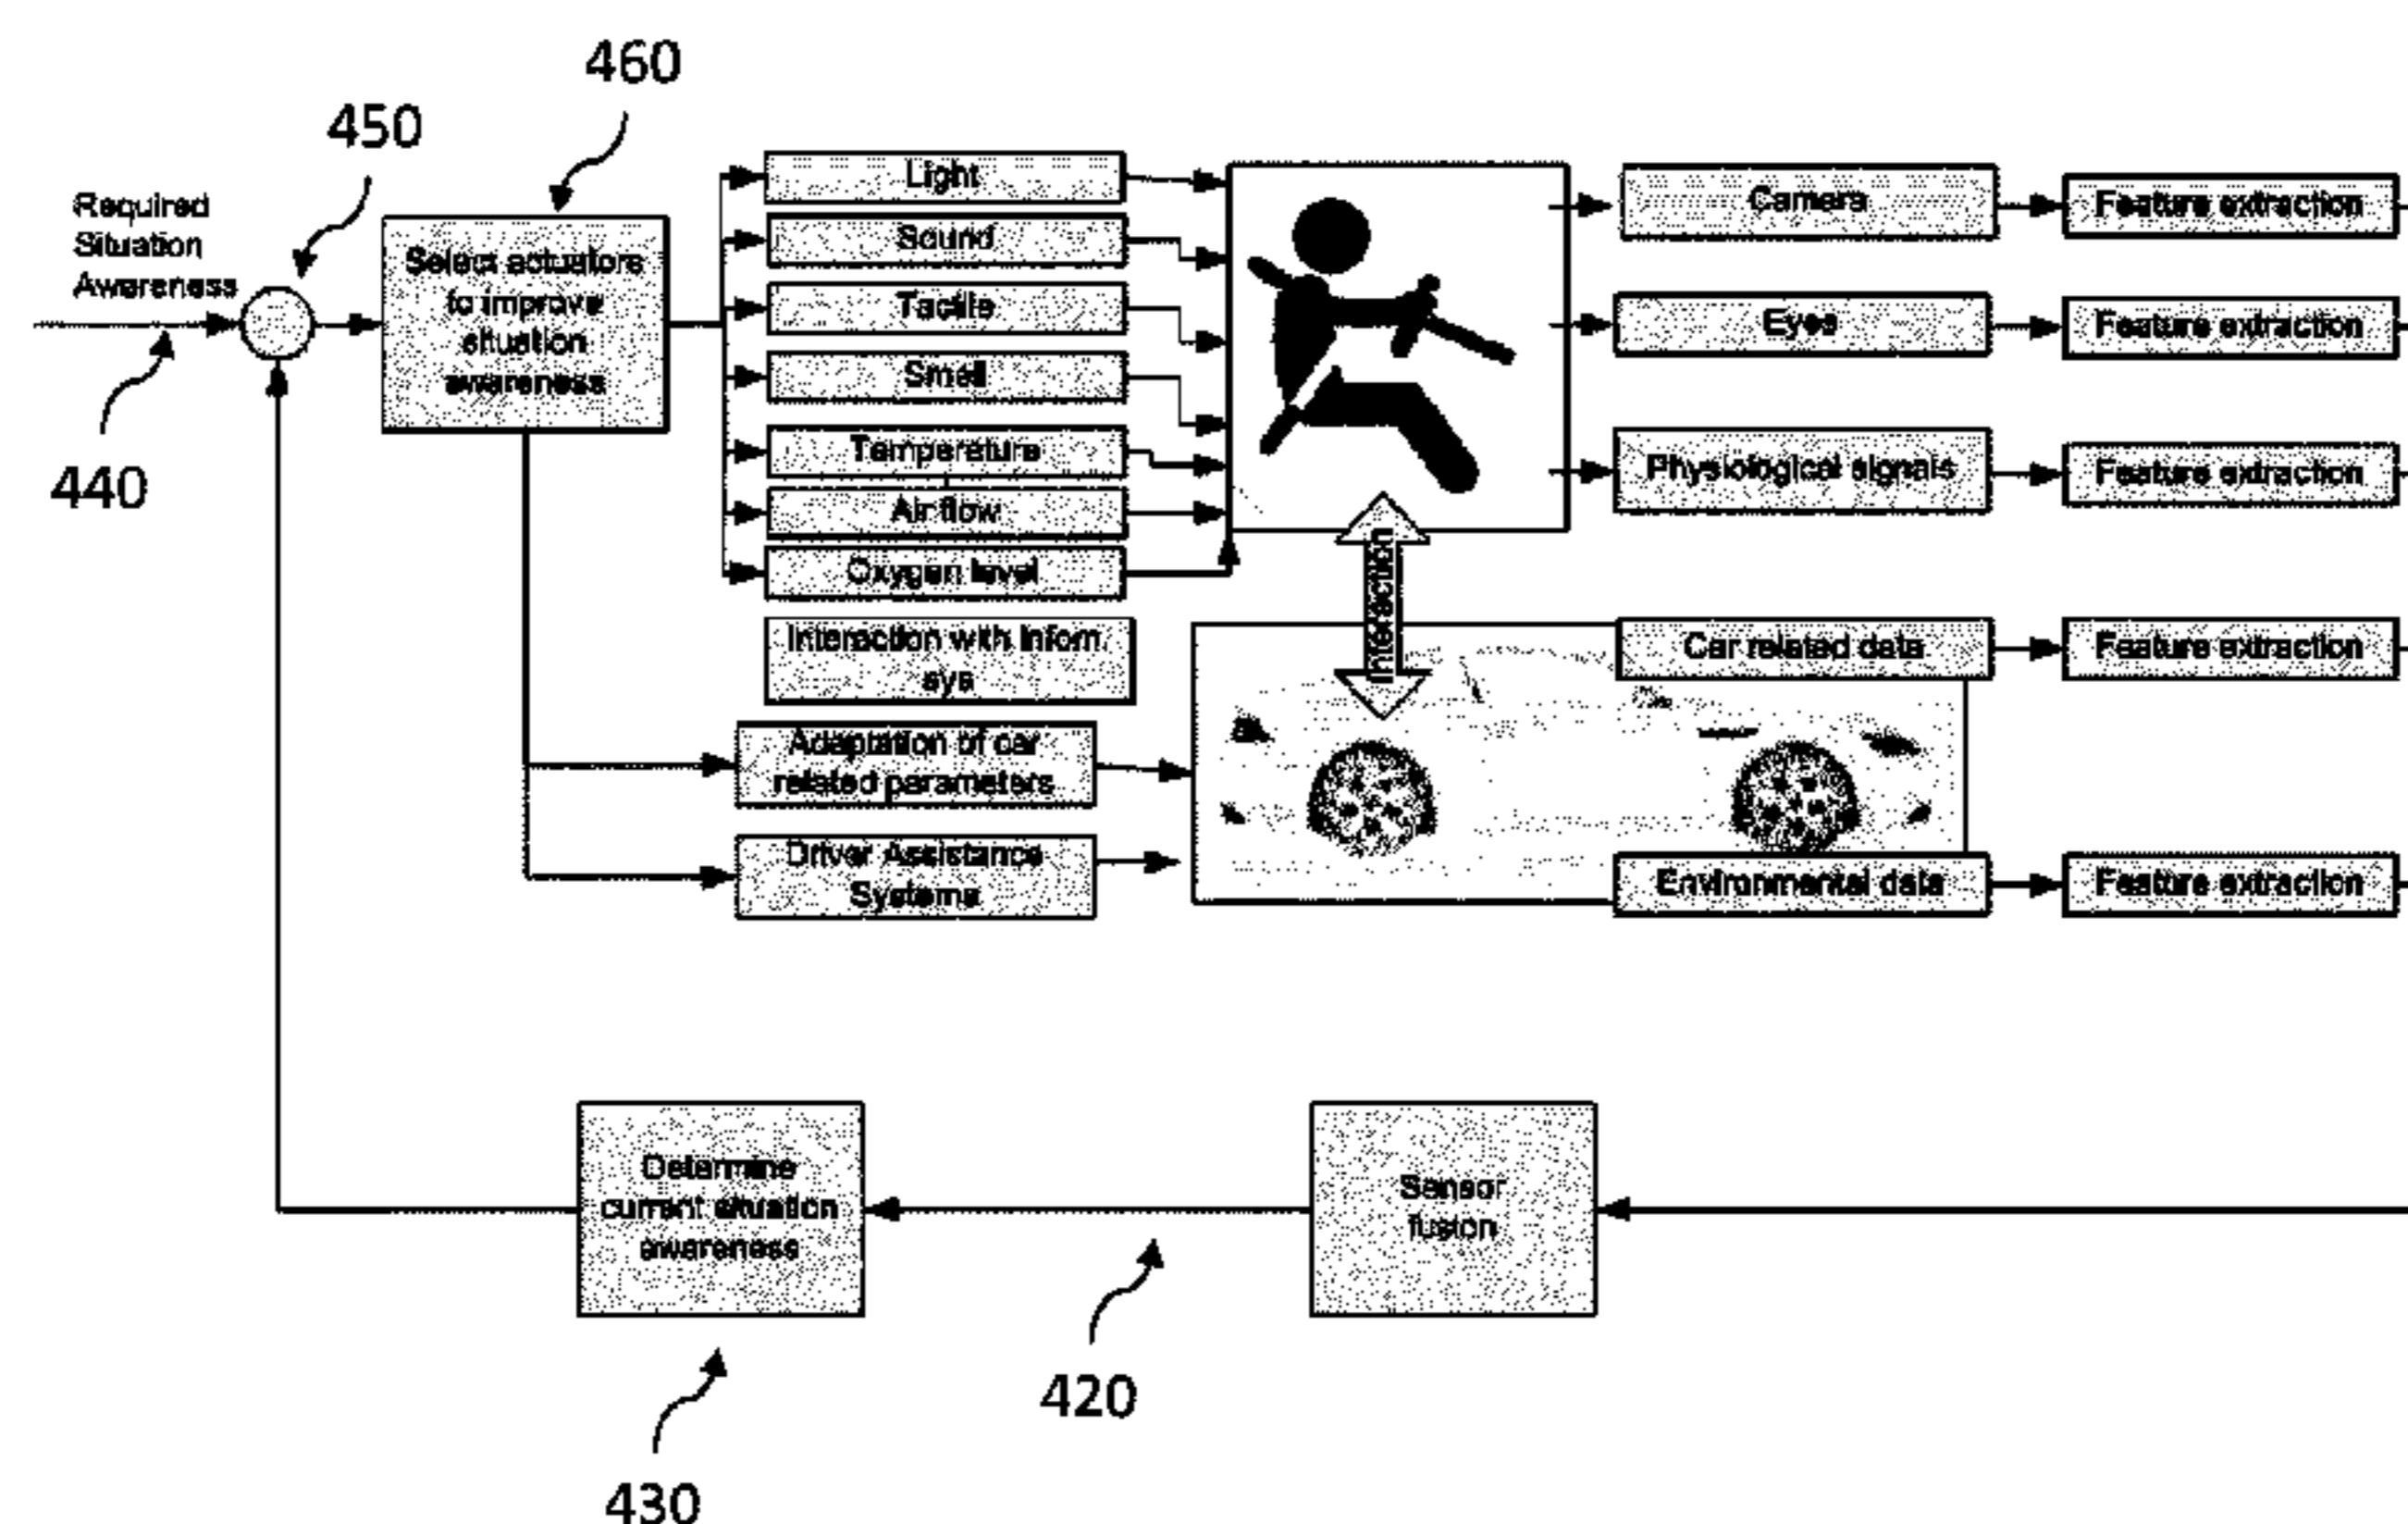 460
450
Required
Situation
Awareness
440
Select actuators
to improve
situation
awareness
Light
Sound
Tactile
Smell
Temperature
Air flow
Oxygen level
Interaction with Infom.
sys
Adaptation of car
related parameters
Driver Assistance
Systems
Interaction
Camera
Feature extraction
Eyes
Feature extraction
Physiological signals
Feature extraction
Car related data
Feature extraction
Environmental data
Feature extraction
Determine
current situation
awareness
Sensor
fusion
420
430